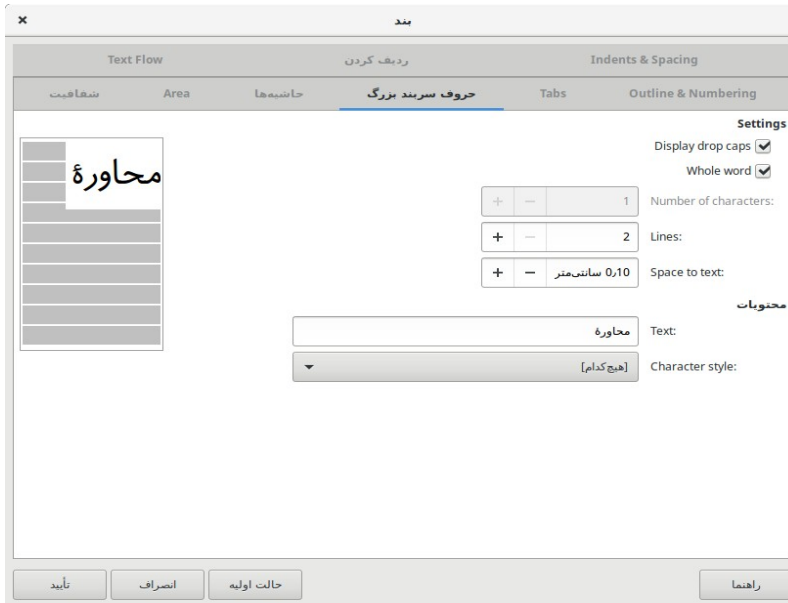 بند
Indents & Spacing ردیف کردن Text Flow
Outline & Numbering Tabs حروف سربند بزرگ حاشیه‌ها Area شفافیت
Settings
Display drop caps
Whole word
Number of characters: 1
Lines: 2
Space to text: 0٫10 سانتی‌متر
محتویات
Text: محاورهٔ
Character style: [هیچ‌کدام]
محاورهٔ
راهنما حالت اولیه انصراف تأیید